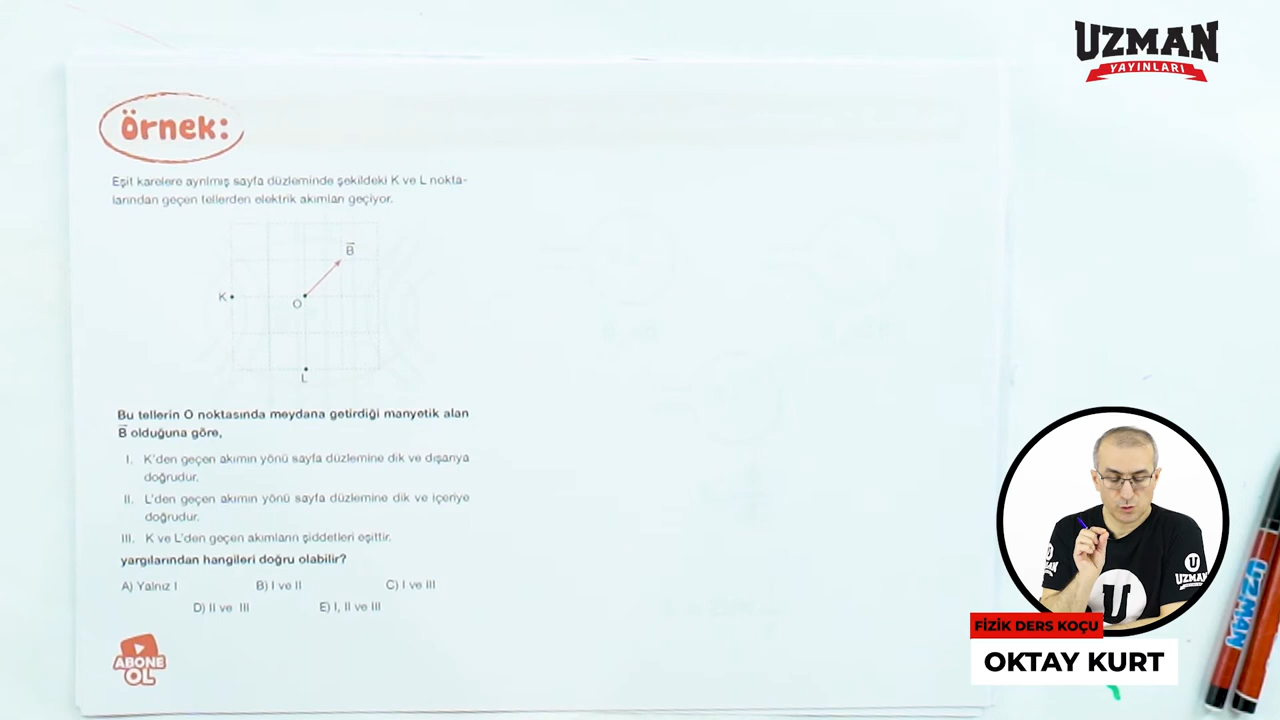 UZMAN
YAYINLARI
Örnek:
Eşit karelere ayrılmış sayfa düzleminde şekildeki K ve L nokta-
larından geçen tellerden elektrik akımları geçiyor.
B
K
O
L
Bu tellerin O noktasında meydana getirdiği manyetik alan
B olduğuna göre,
I. K'den geçen akımın yönü sayfa düzlemine dik ve dışarıya
doğrudur.
II. L'den geçen akımın yönü sayfa düzlemine dik ve içeriye
doğrudur.
III. K ve L'den geçen akımların şiddetleri eşittir.
yargılarından hangileri doğru olabilir?
A) Yalnız I B) I ve II C) I ve III
D) II ve III E) I, II ve III
ABONE
OL
U
UZMAN
U
FİZİK DERS KOÇU
OKTAY KURT
UZMAN